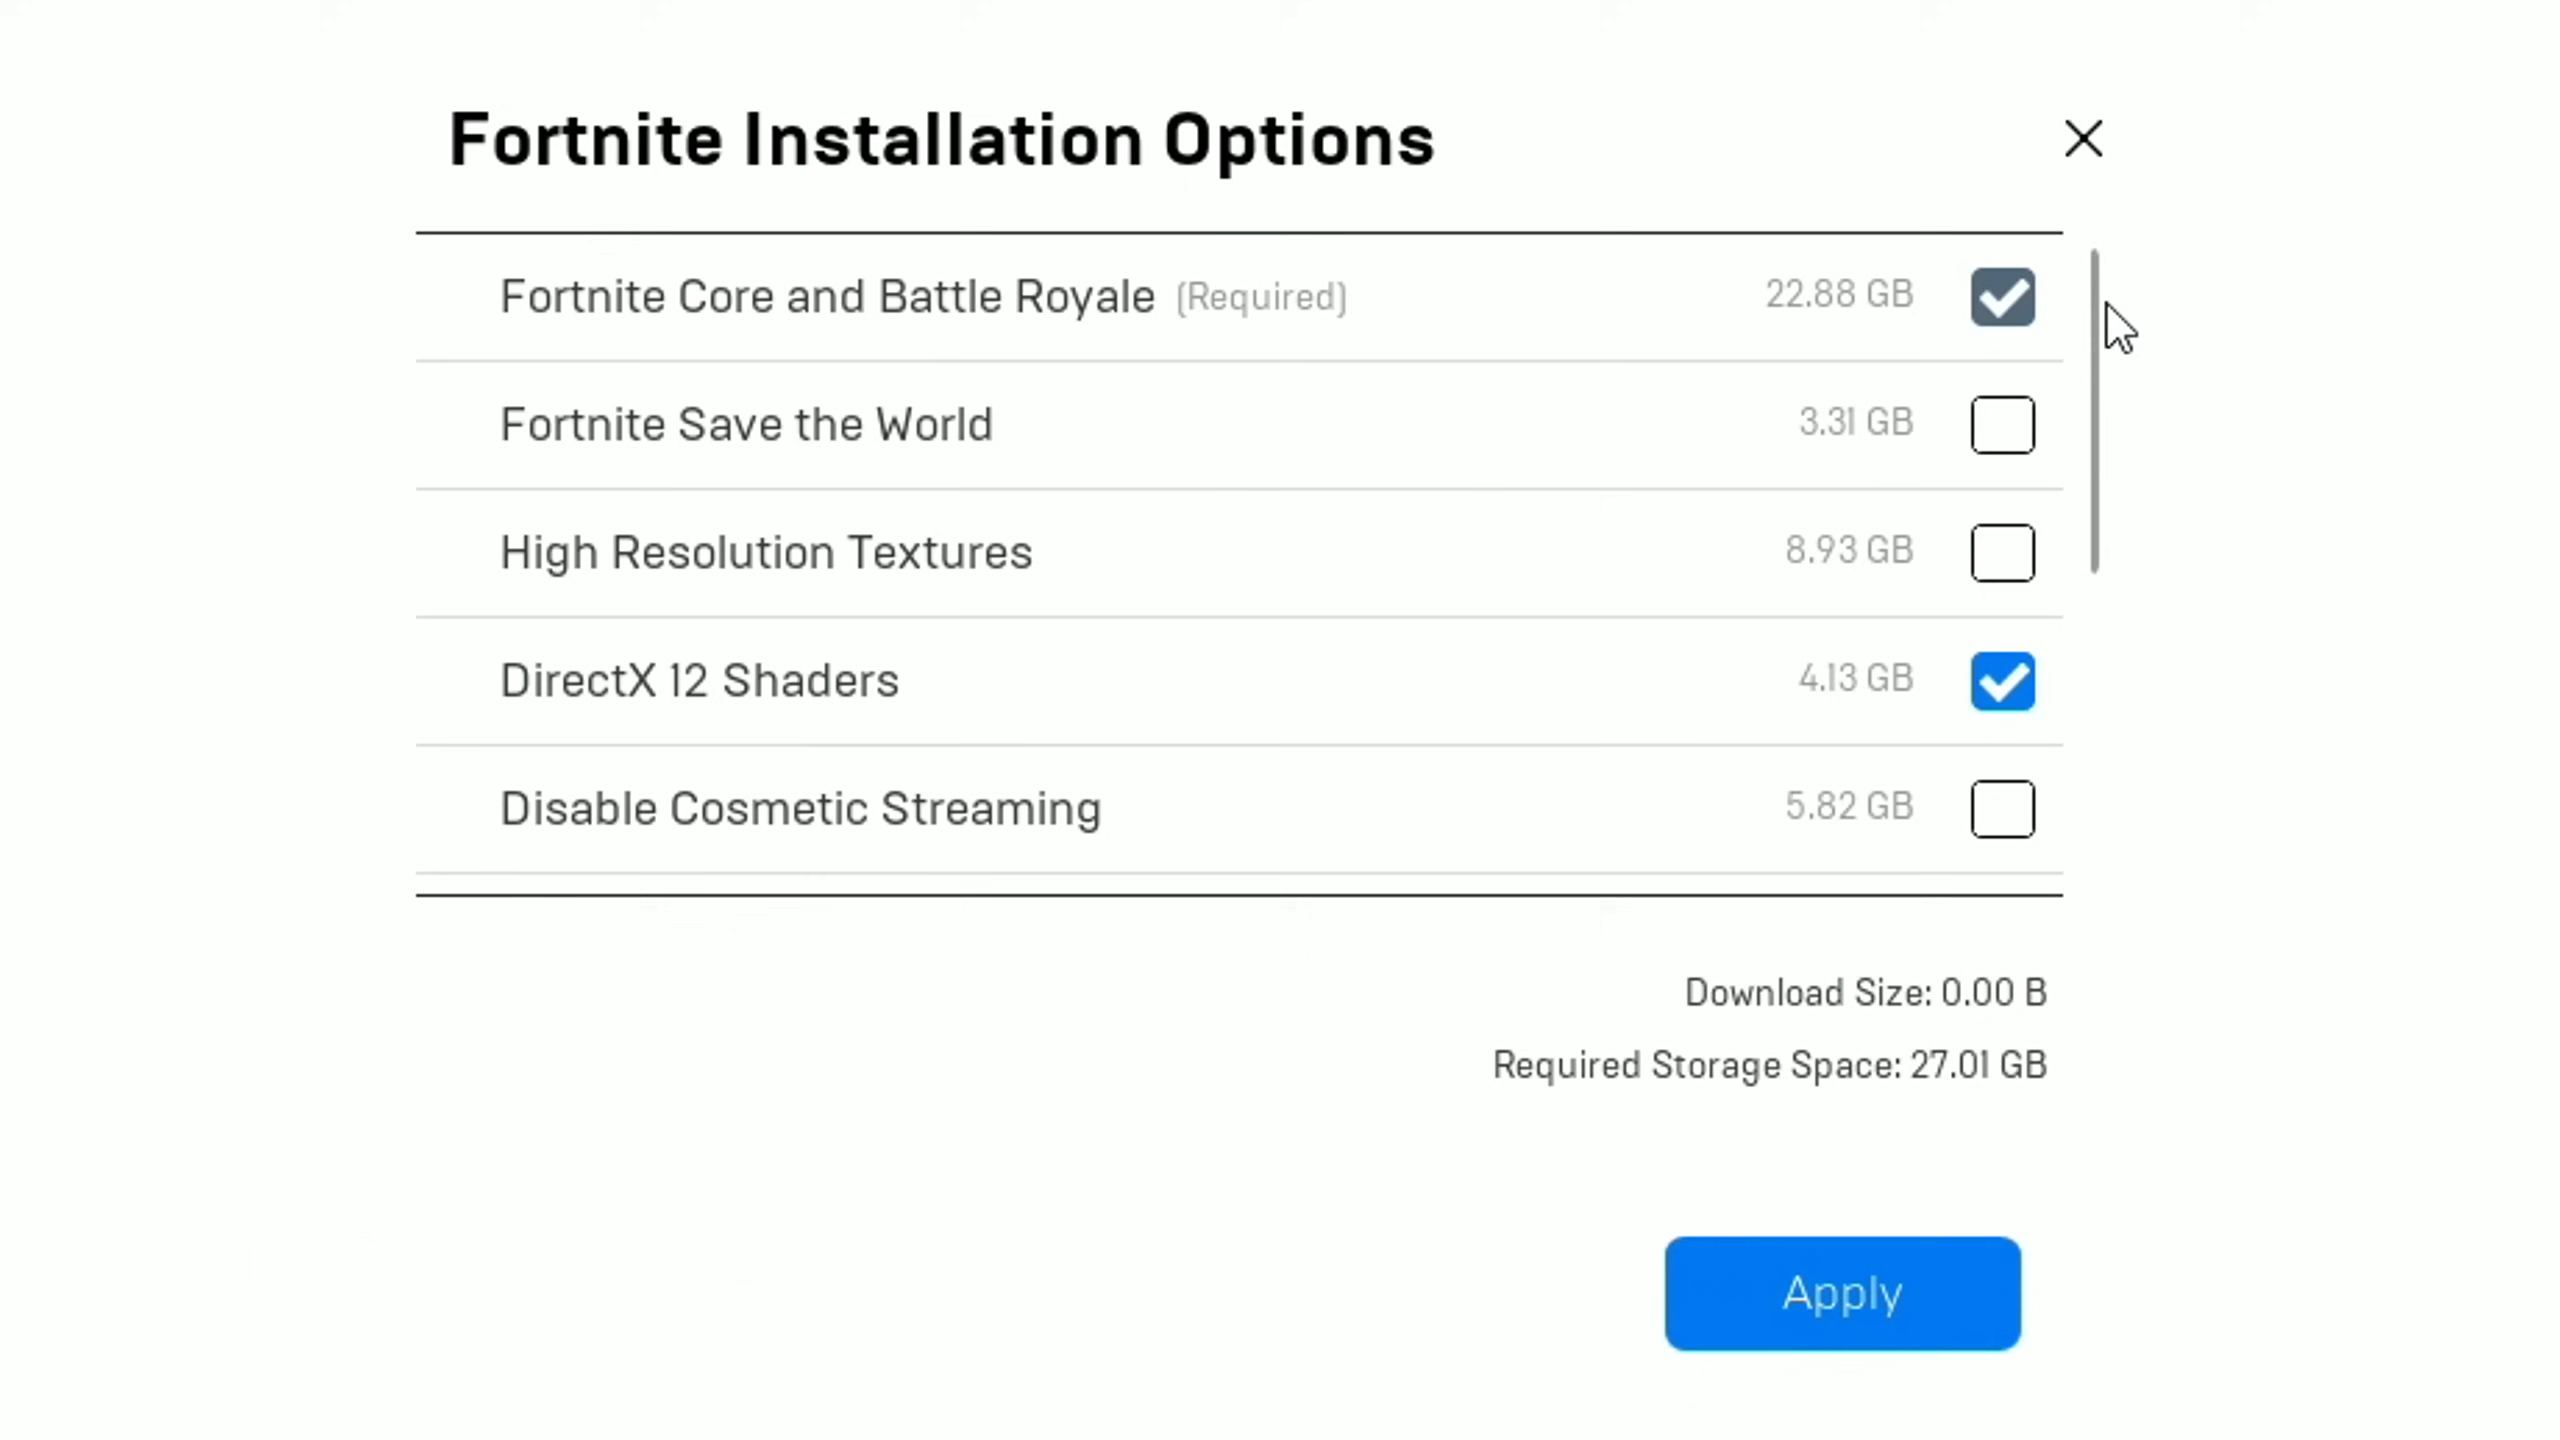 Fortnite Installation Options
Fortnite Core and Battle Royale (Required) 22.88 GB
Fortnite Save the World 3.31 GB
High Resolution Textures 8.93 GB
DirectX 12 Shaders 4.13 GB
Disable Cosmetic Streaming 5.82 GB
Download Size: 0.00 B
Required Storage Space: 27.01 GB
Apply